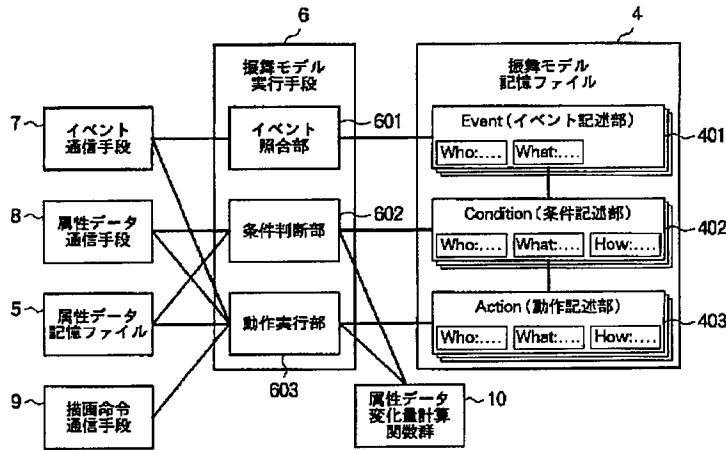 6
振舞モデル
実行手段
4
振舞モデル
記憶ファイル
7
イベント
通信手段
イベント
照合部
601
Event(イベント記述部)
Who:.... What:....
401
8
属性データ
通信手段
条件判断部
602
Condition(条件記述部)
Who:.... What:.... How:....
402
5
属性データ
記憶ファイル
動作実行部
603
Action(動作記述部)
Who:.... What:.... How:....
403
9
描画命令
通信手段
属性データ
変化量計算
関数群
10